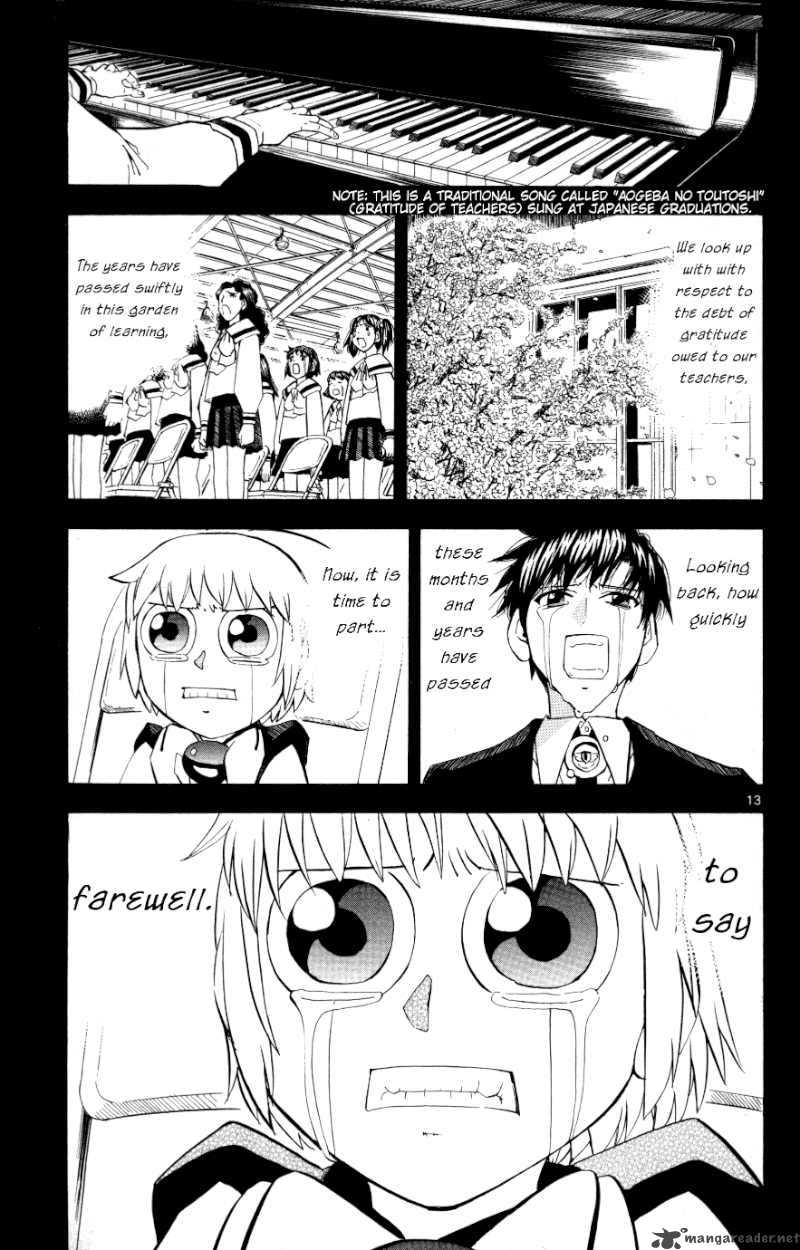 NOTE: THIS IS A TRADITIONAL SONG CALLED "AOGEBA NO TOUTOSHI"
(GRATITUDE OF TEACHERS) SUNG AT JAPANESE GRADUATIONS.
We look up
with with
respect to
the debt of
gratitude
owed to our
teachers,
The years have
passed swiftly
in this garden
of learning,
Looking
back, how
quickly
these
months
and
years
have
passed
Now, it is
time to
part...
13
to
say
farewell.
mangareader.net